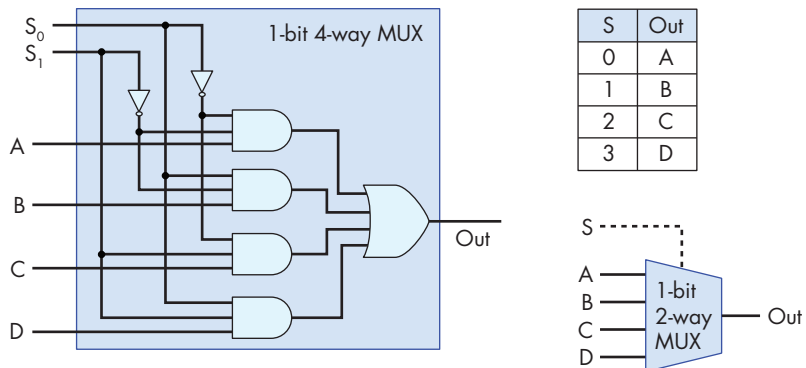 S₀
S₁
1-bit 4-way MUX
A
B
C
D
Out
S Out
0 A
1 B
2 C
3 D
S
A
B
C
D
1-bit
2-way
MUX
Out